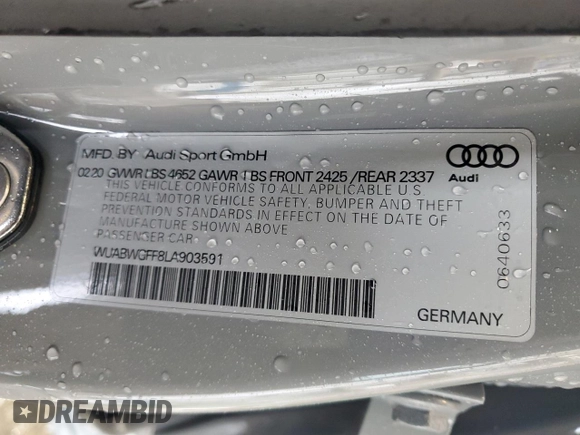 MFD. BY Audi Sport GmbH
02 20 GVWR LBS 4652 GAWR LBS FRONT 2425 / REAR 2337
THIS VEHICLE CONFORMS TO ALL APPLICABLE U S
FEDERAL MOTOR VEHICLE SAFETY, BUMPER AND THEFT
PREVENTION STANDARDS IN EFFECT ON THE DATE OF
MANUFACTURE SHOWN ABOVE
PASSENGER CAR
WUABWGFF8LA903591
Audi
0640633
GERMANY
DREAMBID